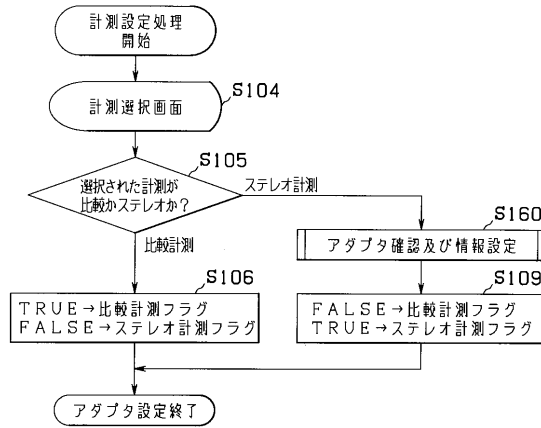 計測設定処理
開始
S104
計測選択画面
S105
選択された計測が
比較かステレオか?
ステレオ計測
比較計測
S160
アダプタ確認及び情報設定
S106
TRUE→比較計測フラグ
FALSE→ステレオ計測フラグ
S109
FALSE→比較計測フラグ
TRUE→ステレオ計測フラグ
アダプタ設定終了